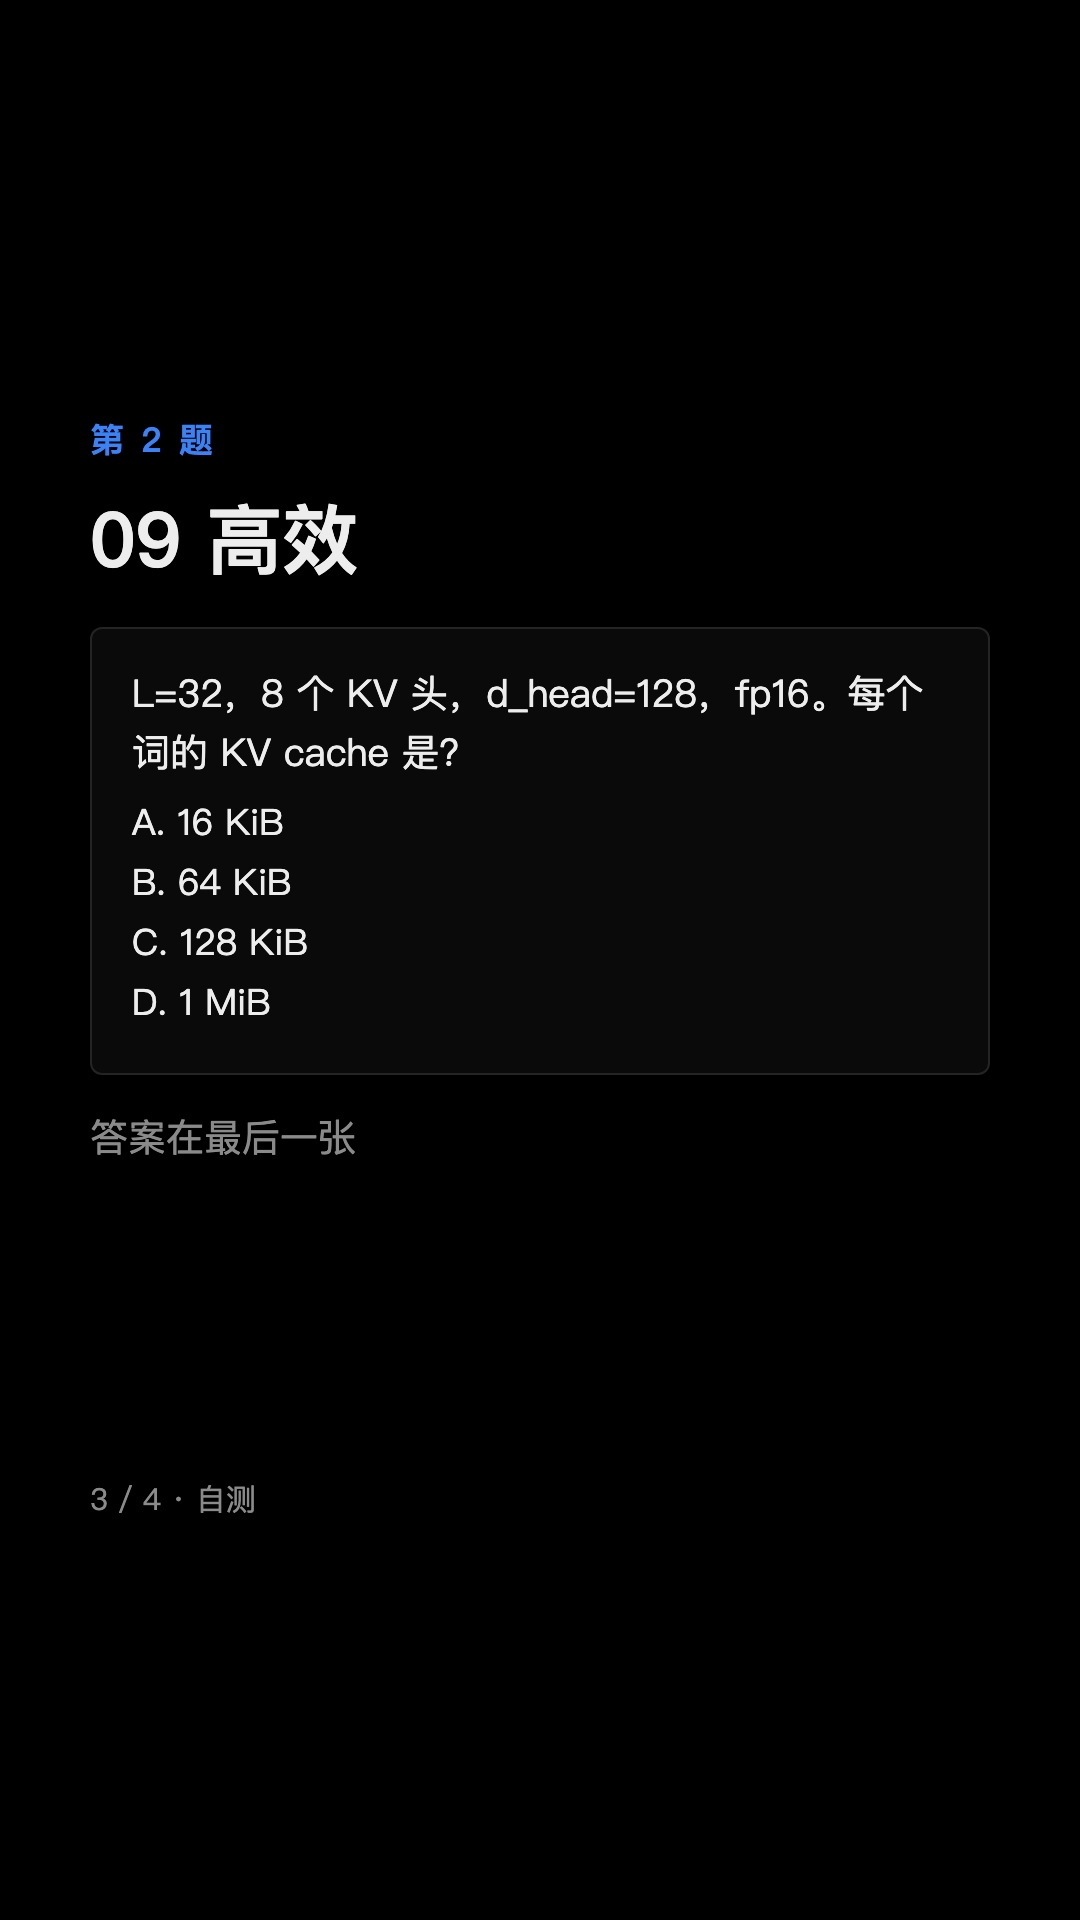 第 2 题
09 高效
L=32，8 个 KV 头，d_head=128，fp16。每个
词的 KV cache 是？
A. 16 KiB
B. 64 KiB
C. 128 KiB
D. 1 MiB
答案在最后一张
3 / 4 · 自测